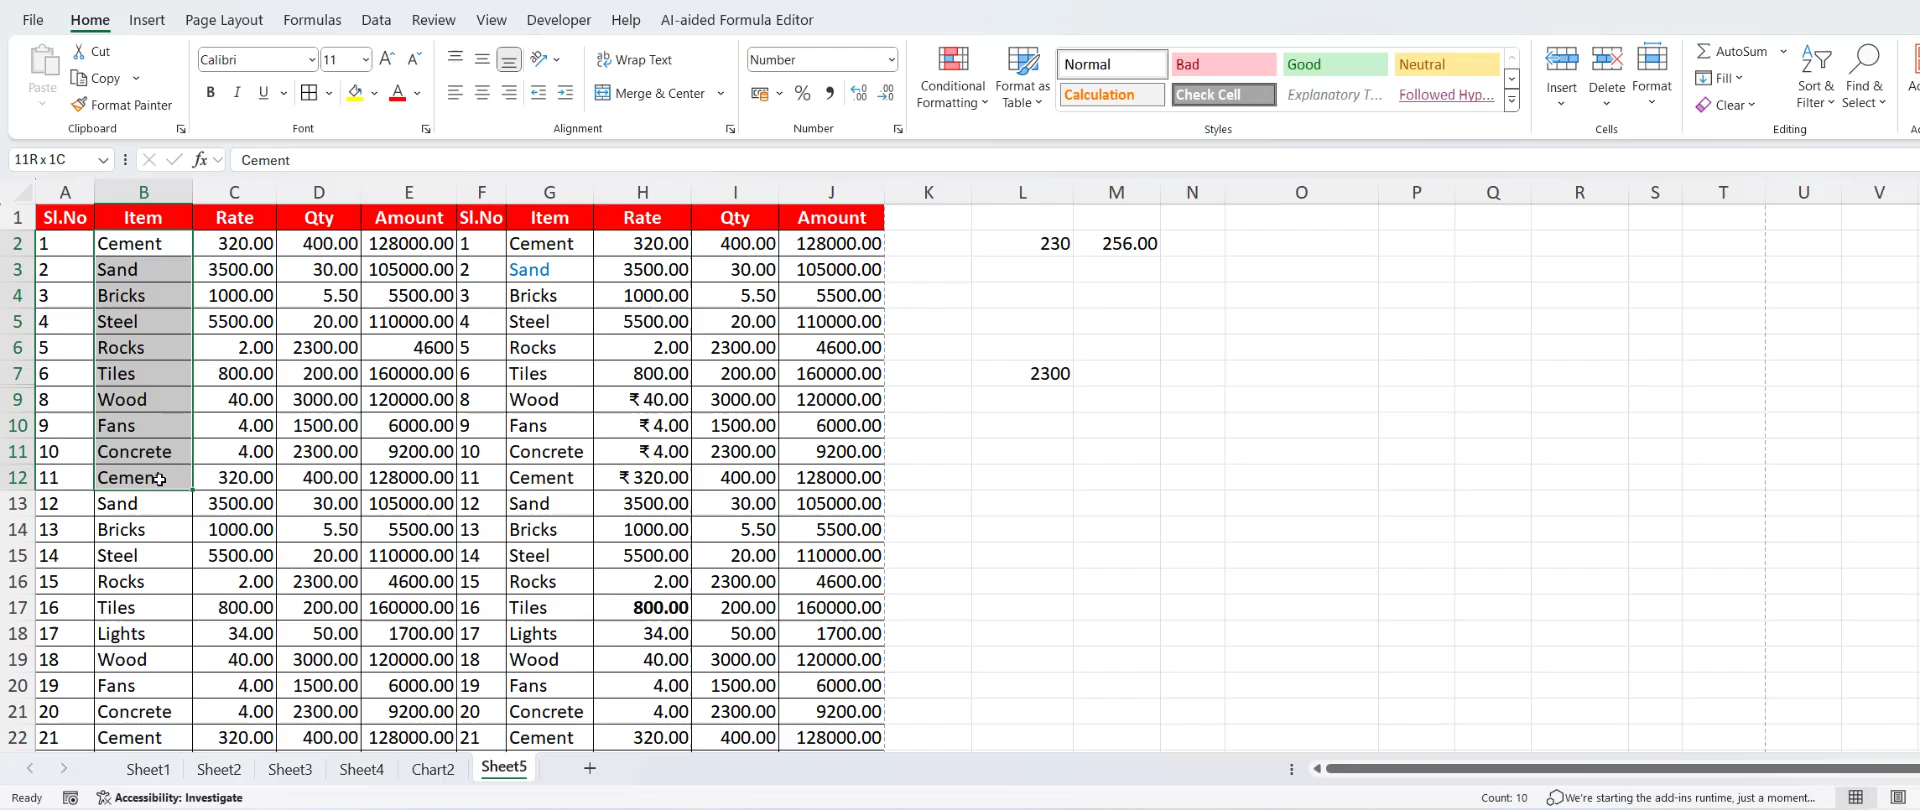 File Home Insert Page Layout Formulas Data Review View Developer Help AI-aided Formula Editor
Paste Cut Copy Format Painter Clipboard
Calibri 11 A A B I U A Font
Wrap Text Merge & Center Alignment
Number % 9 .00 Number
Conditional Formatting Format as Table Normal Bad Good Neutral
Calculation Check Cell Explanatory T... Followed Hyp... Styles
Insert Delete Format Cells
AutoSum Fill Clear Sort & Filter Find & Select Editing
11R x 1C fx Cement
A B C D E F G H I J K L M N O P Q R S T U V
1 Sl.No Item Rate Qty Amount Sl.No Item Rate Qty Amount
2 1 Cement 320.00 400.00 128000.00 1 Cement 320.00 400.00 128000.00 230 256.00
3 2 Sand 3500.00 30.00 105000.00 2 Sand 3500.00 30.00 105000.00
4 3 Bricks 1000.00 5.50 5500.00 3 Bricks 1000.00 5.50 5500.00
5 4 Steel 5500.00 20.00 110000.00 4 Steel 5500.00 20.00 110000.00
6 5 Rocks 2.00 2300.00 4600 5 Rocks 2.00 2300.00 4600.00
7 6 Tiles 800.00 200.00 160000.00 6 Tiles 800.00 200.00 160000.00 2300
9 8 Wood 40.00 3000.00 120000.00 8 Wood ₹ 40.00 3000.00 120000.00
10 9 Fans 4.00 1500.00 6000.00 9 Fans ₹ 4.00 1500.00 6000.00
11 10 Concrete 4.00 2300.00 9200.00 10 Concrete ₹ 4.00 2300.00 9200.00
12 11 Cement 320.00 400.00 128000.00 11 Cement ₹ 320.00 400.00 128000.00
13 12 Sand 3500.00 30.00 105000.00 12 Sand 3500.00 30.00 105000.00
14 13 Bricks 1000.00 5.50 5500.00 13 Bricks 1000.00 5.50 5500.00
15 14 Steel 5500.00 20.00 110000.00 14 Steel 5500.00 20.00 110000.00
16 15 Rocks 2.00 2300.00 4600.00 15 Rocks 2.00 2300.00 4600.00
17 16 Tiles 800.00 200.00 160000.00 16 Tiles 800.00 200.00 160000.00
18 17 Lights 34.00 50.00 1700.00 17 Lights 34.00 50.00 1700.00
19 18 Wood 40.00 3000.00 120000.00 18 Wood 40.00 3000.00 120000.00
20 19 Fans 4.00 1500.00 6000.00 19 Fans 4.00 1500.00 6000.00
21 20 Concrete 4.00 2300.00 9200.00 20 Concrete 4.00 2300.00 9200.00
22 21 Cement 320.00 400.00 128000.00 21 Cement 320.00 400.00 128000.00
Sheet1 Sheet2 Sheet3 Sheet4 Chart2 Sheet5
Ready Accessibility: Investigate Count: 10 We're starting the add-ins runtime, just a moment...